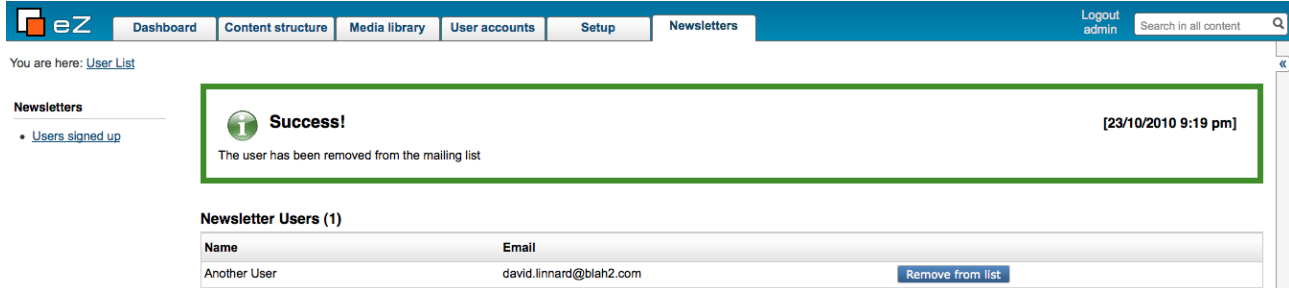 eZ Dashboard Content structure Media library User accounts Setup Newsletters Logout
admin Search in all content
You are here: User List «
Newsletters
• Users signed up
Success! [23/10/2010 9:19 pm]
The user has been removed from the mailing list
Newsletter Users (1)
Name Email
Another User david.linnard@blah2.com Remove from list